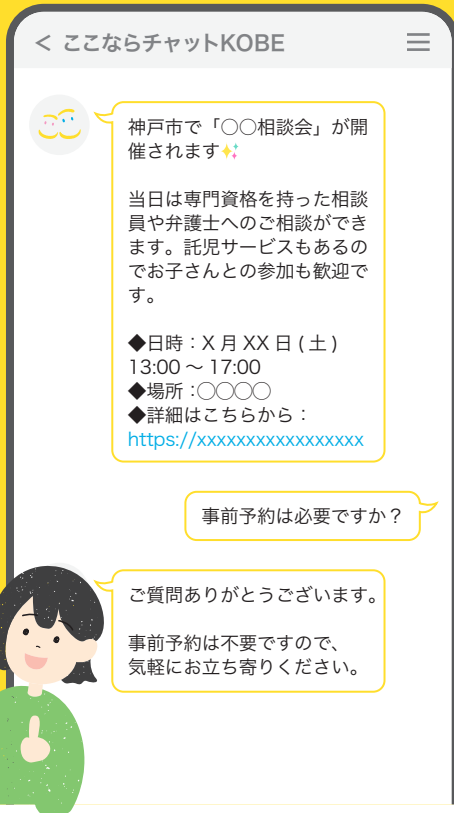 < ここならチャットKOBE
神戸市で「〇〇相談会」が開
催されます✨
当日は専門資格を持った相談
員や弁護士へのご相談ができ
ます。託児サービスもあるの
でお子さんとの参加も歓迎で
す。
◆日時：X 月 XX 日 ( 土 )
13:00 〜 17:00
◆場所：〇〇〇〇
◆詳細はこちらから：
https://xxxxxxxxxxxxxxxxx
事前予約は必要ですか？
ご質問ありがとうございます。
事前予約は不要ですので、
気軽にお立ち寄りください。